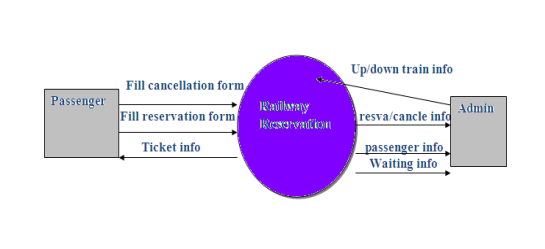 Up/down train info
Fill cancellation form
Passenger
Railway
Reservation
Admin
Fill reservation form
resva/cancle info
Ticket info
passenger info
Waiting info